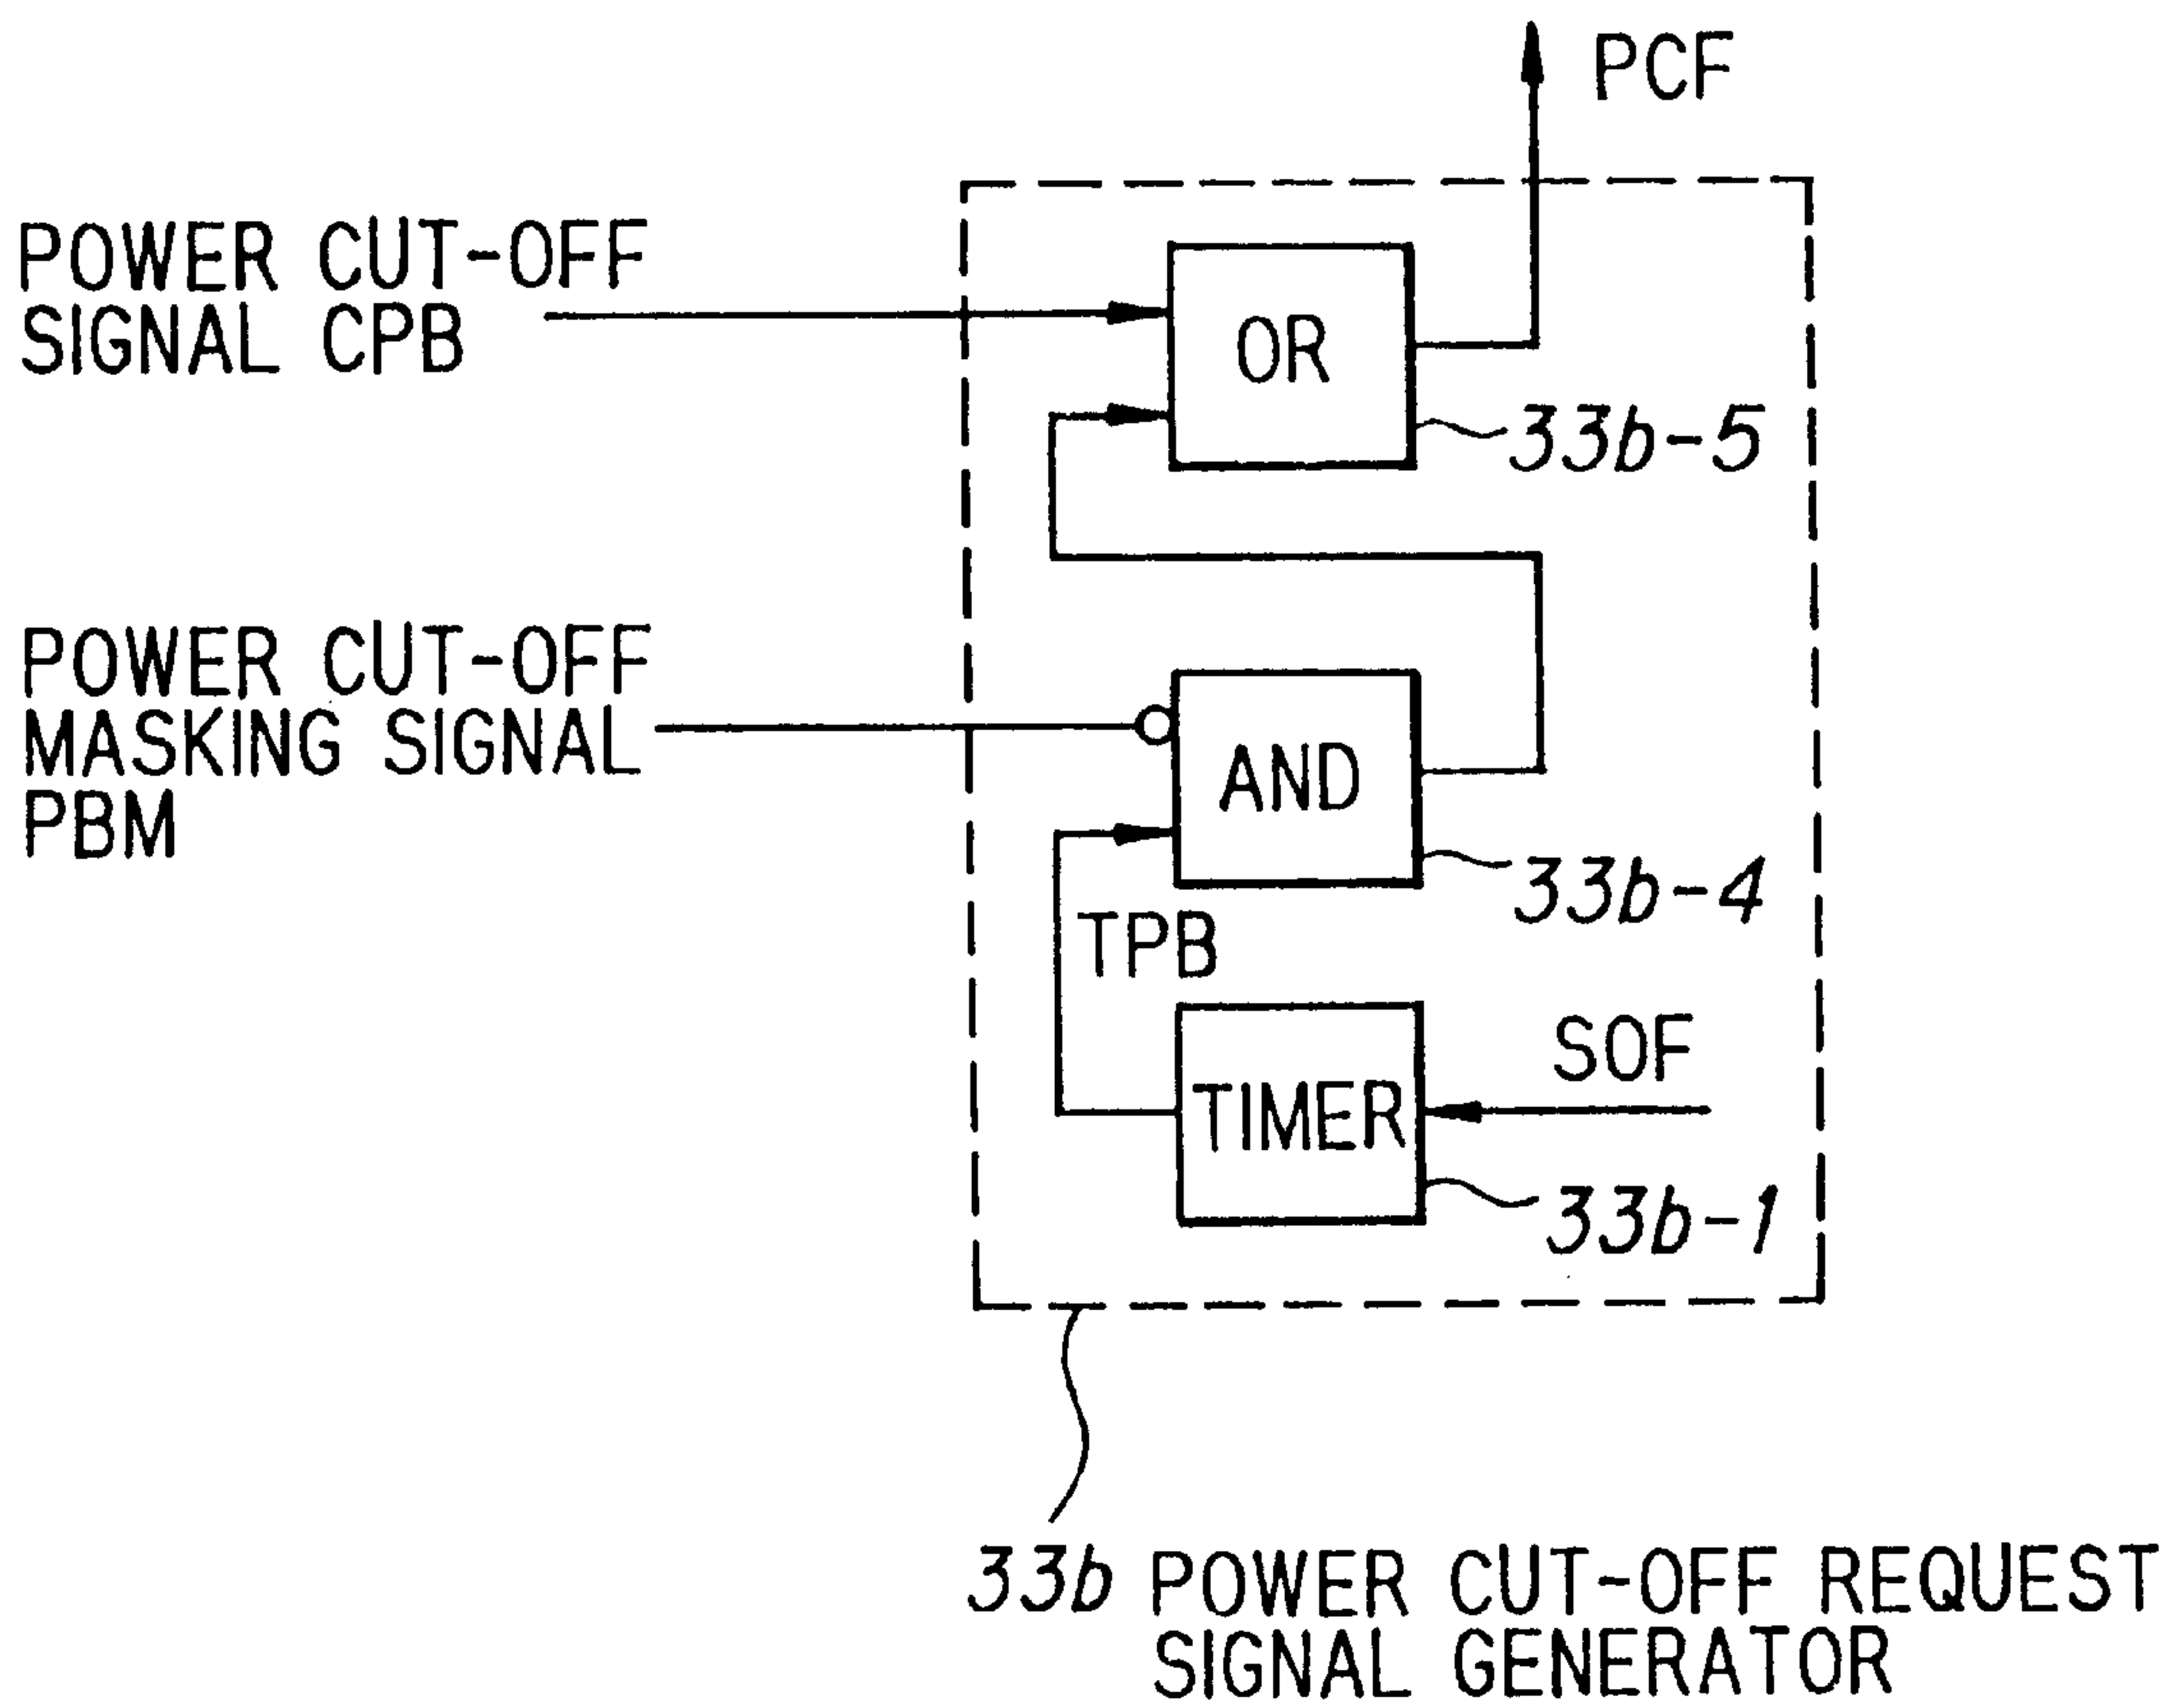 PCF
POWER CUT-OFF
SIGNAL CPB
OR
33b-5
POWER CUT-OFF
MASKING SIGNAL
PBM
AND
33b-4
TPB
SOF
TIMER
33b-1
33b POWER CUT-OFF REQUEST
SIGNAL GENERATOR